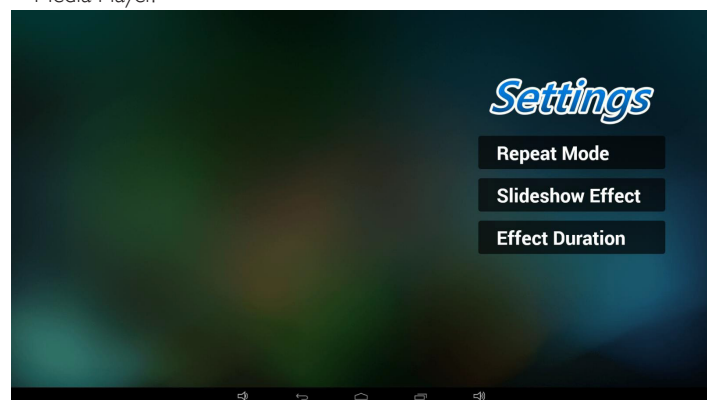 Media Player.
Settings
Repeat Mode
Slideshow Effect
Effect Duration